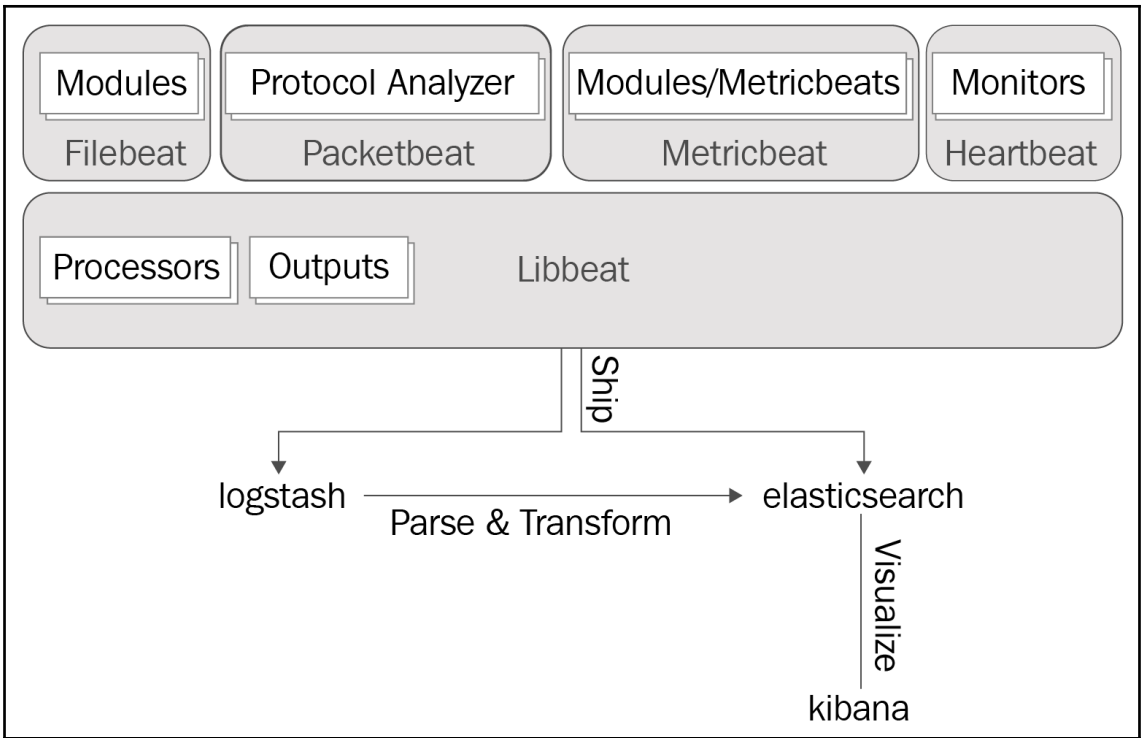 Modules
Filebeat
Protocol Analyzer
Packetbeat
Modules/Metricbeats
Metricbeat
Monitors
Heartbeat
Processors
Outputs
Libbeat
Ship
logstash
Parse & Transform
elasticsearch
Visualize
kibana